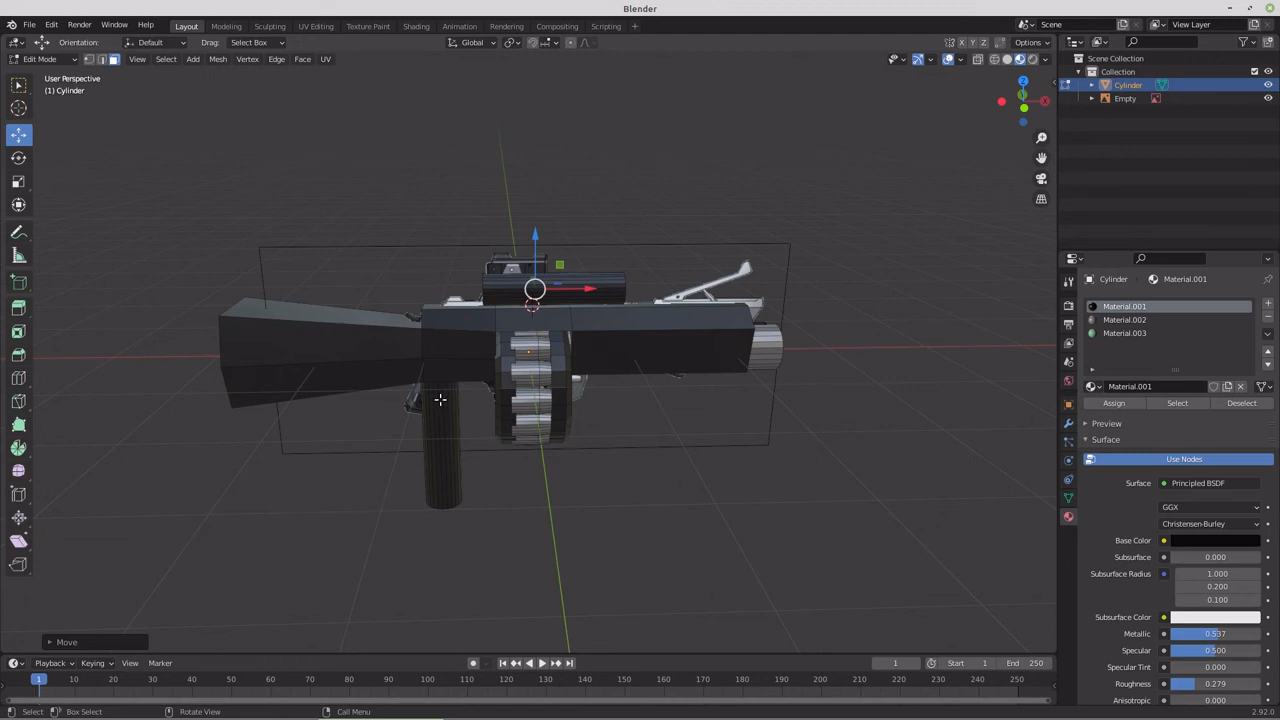 Blender
File Edit Render Window Help Layout Modeling Sculpting UV Editing Texture Paint Shading Animation Rendering Compositing Scripting + Scene View Layer
Orientation: Default Drag: Select Box Global X Y Z Options
Edit Mode View Select Add Mesh Vertex Edge Face UV
User Perspective
(1) Cylinder
Z
X
Scene Collection
Collection
Cylinder
Empty
Cylinder Material.001
Material.001
Material.002
Material.003
Material.001
Assign Select Deselect
Preview
Surface
Use Nodes
Surface Principled BSDF
GGX
Christensen-Burley
Base Color
Subsurface 0.000
Subsurface Radius 1.000
0.200
0.100
Subsurface Color
Metallic 0.537
Specular 0.500
Specular Tint 0.000
Roughness 0.279
Anisotropic 0.000
Move
Playback Keying View Marker 1 Start 1 End 250
1 10 20 30 40 50 60 70 80 90 100 110 120 130 140 150 160 170 180 190 200 210 220 230 240 250
Select Box Select Rotate View Call Menu 2.92.0